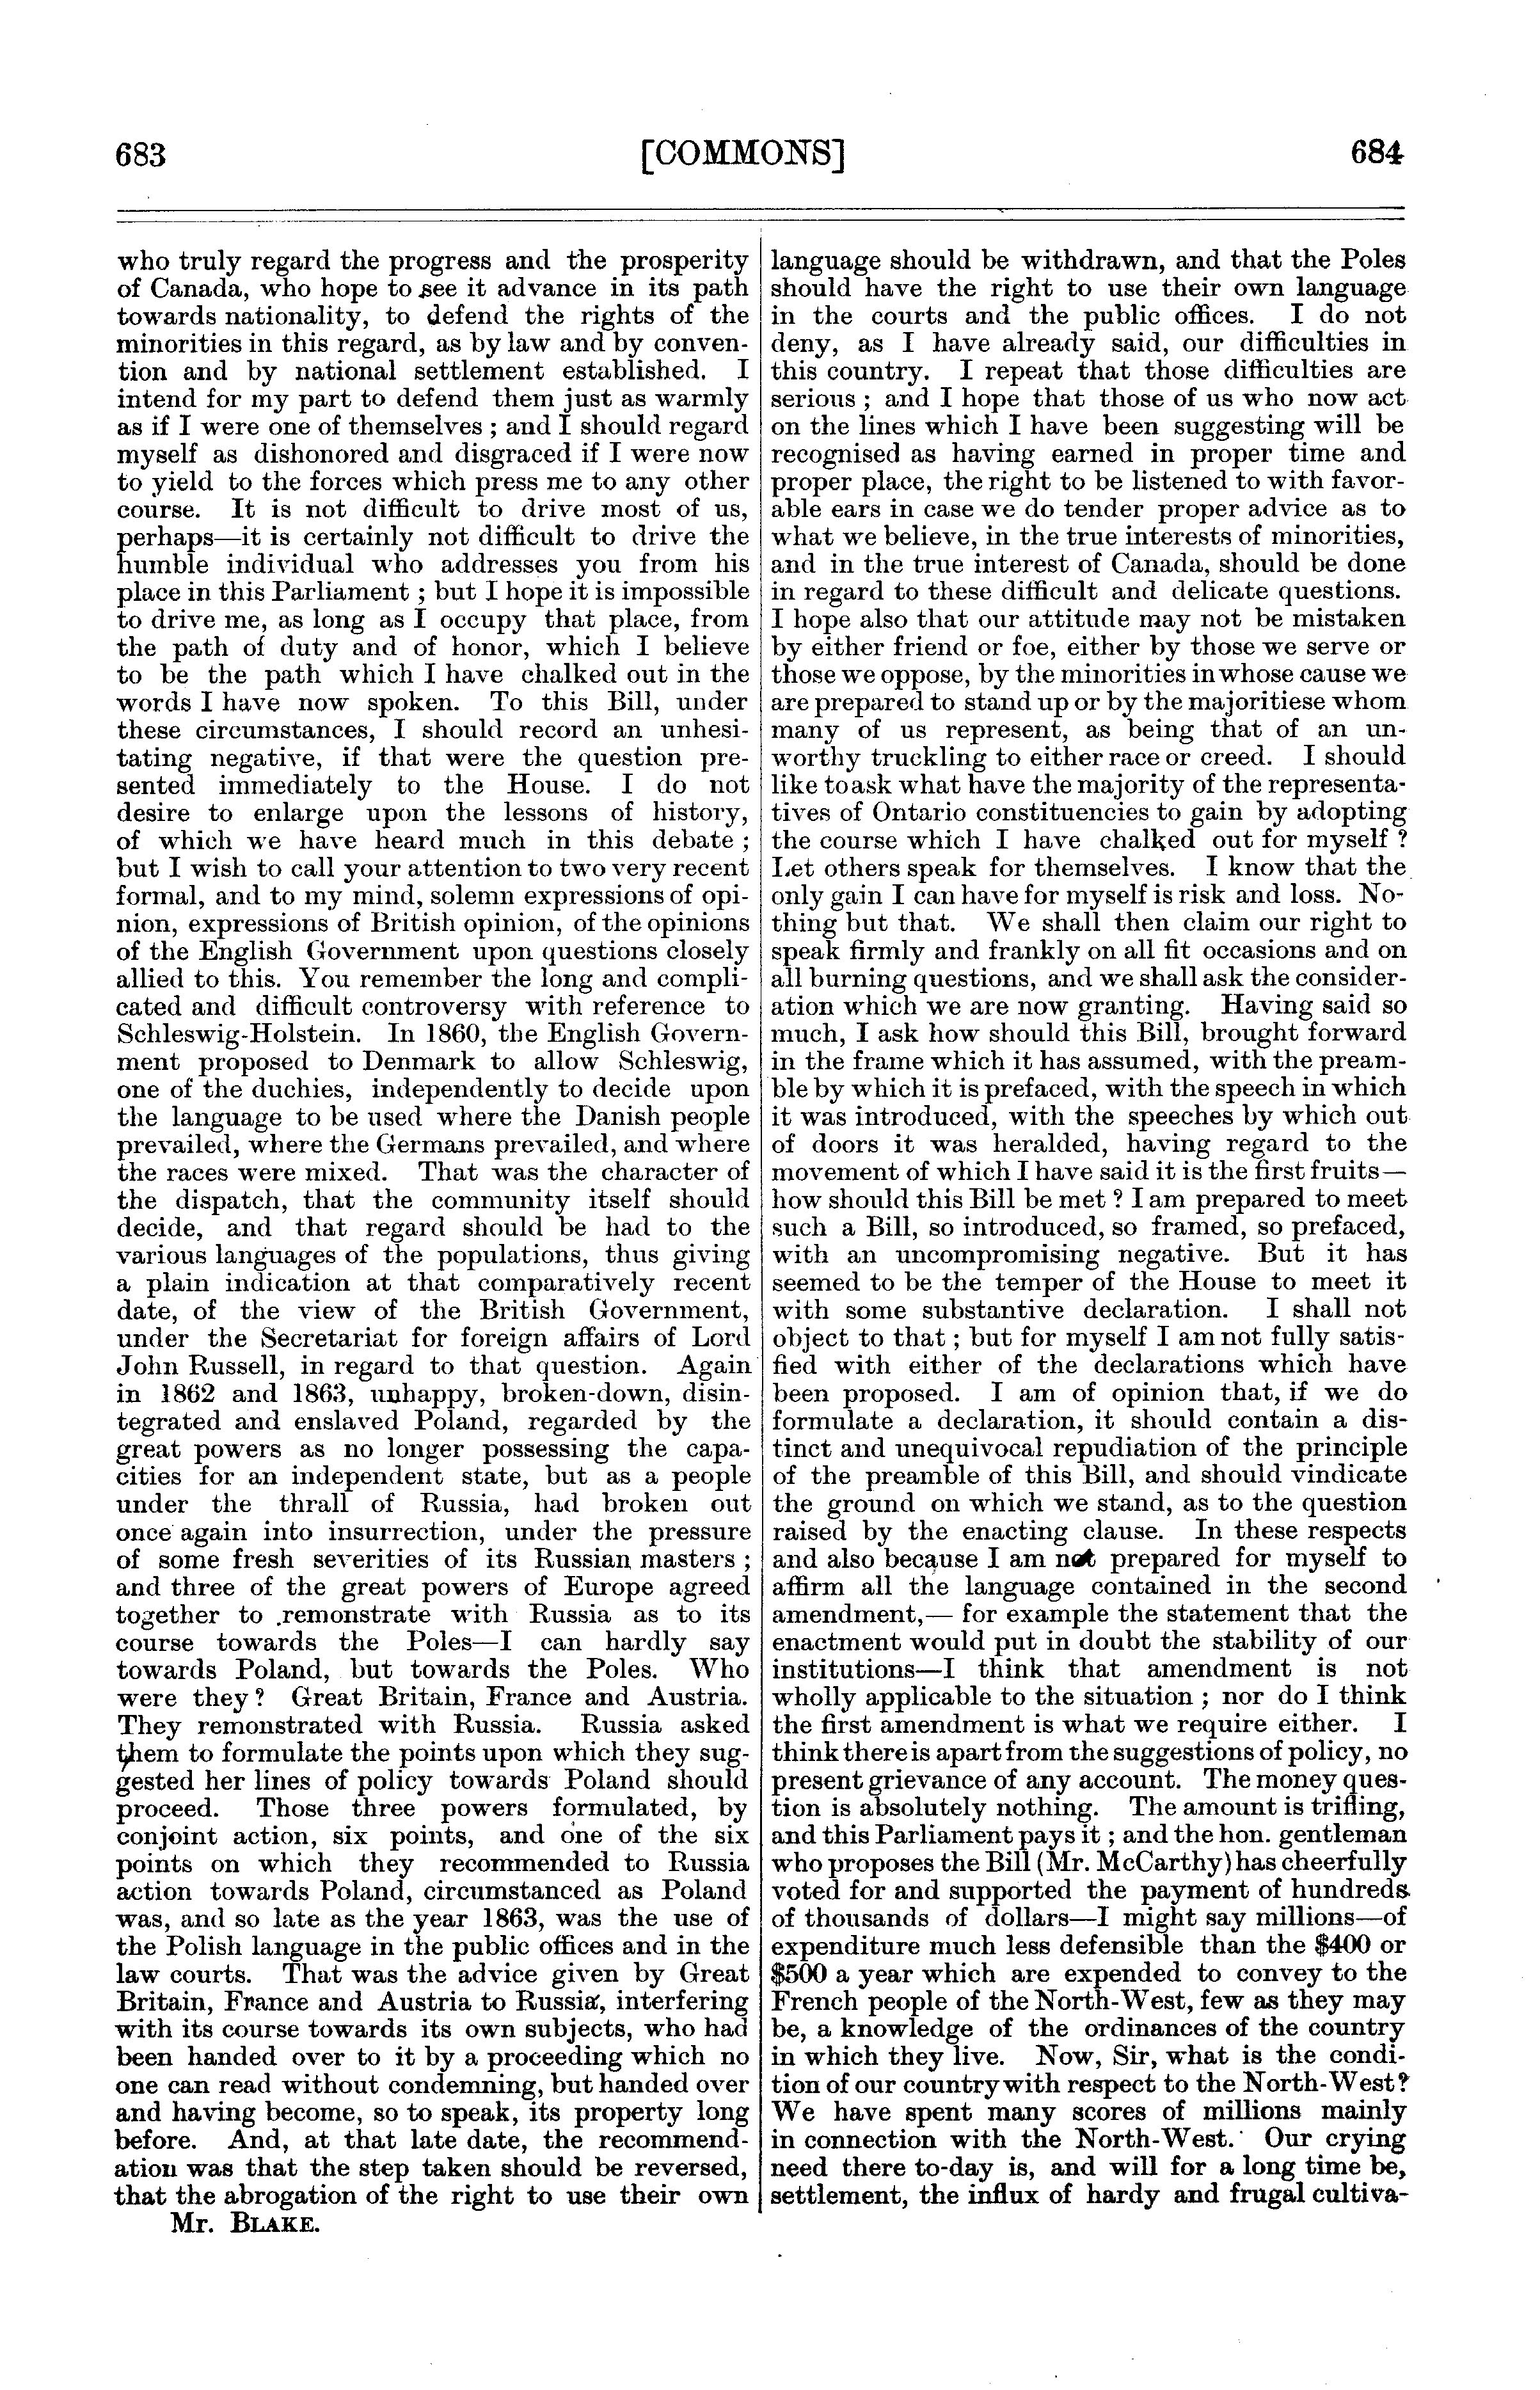 683 [COMMONS] 684
who truly regard the progress and the prosperity
of Canada, who hope to see it advance in its path
towards nationality, to defend the rights of the
minorities in this regard, as by law and by conven-
tion and by national settlement established. I
intend for my part to defend them just as warmly
as if I were one of themselves ; and I should regard
myself as dishonored and disgraced if I were now
to yield to the forces which press me to any other
course. It is not difficult to drive most of us,
perhaps—it is certainly not difficult to drive the
humble individual who addresses you from his
place in this Parliament ; but I hope it is impossible
to drive me, as long as I occupy that place, from
the path of duty and of honor, which I believe
to be the path which I have chalked out in the
words I have now spoken. To this Bill, under
these circumstances, I should record an unhesi-
tating negative, if that were the question pre-
sented immediately to the House. I do not
desire to enlarge upon the lessons of history,
of which we have heard much in this debate ;
but I wish to call your attention to two very recent
formal, and to my mind, solemn expressions of opi-
nion, expressions of British opinion, of the opinions
of the English Government upon questions closely
allied to this. You remember the long and compli-
cated and difficult controversy with reference to
Schleswig-Holstein. In 1860, the English Govern-
ment proposed to Denmark to allow Schleswig,
one of the duchies, independently to decide upon
the language to be used where the Danish people
prevailed, where the Germans prevailed, and where
the races were mixed. That was the character of
the dispatch, that the community itself should
decide, and that regard should be had to the
various languages of the populations, thus giving
a plain indication at that comparatively recent
date, of the view of the British Government,
under the Secretariat for foreign affairs of Lord
John Russell, in regard to that question. Again
in 1862 and 1863, unhappy, broken-down, disin-
tegrated and enslaved Poland, regarded by the
great powers as no longer possessing the capa-
cities for an independent state, but as a people
under the thrall of Russia, had broken out
once again into insurrection, under the pressure
of some fresh severities of its Russian masters ;
and three of the great powers of Europe agreed
together to remonstrate with Russia as to its
course towards the Poles—I can hardly say
towards Poland, but towards the Poles. Who
were they ? Great Britain, France and Austria.
They remonstrated with Russia. Russia asked
them to formulate the points upon which they sug-
gested her lines of policy towards Poland should
proceed. Those three powers formulated, by
conjoint action, six points, and one of the six
points on which they recommended to Russia
action towards Poland, circumstanced as Poland
was, and so late as the year 1863, was the use of
the Polish language in the public offices and in the
law courts. That was the advice given by Great
Britain, France and Austria to Russia, interfering
with its course towards its own subjects, who had
been handed over to it by a proceeding which no
one can read without condemning, but handed over
and having become, so to speak, its property long
before. And, at that late date, the recommend-
ation was that the step taken should be reversed,
that the abrogation of the right to use their own
Mr. BLAKE.
language should be withdrawn, and that the Poles
should have the right to use their own language
in the courts and the public offices. I do not
deny, as I have already said, our difficulties in
this country. I repeat that those difficulties are
serious ; and I hope that those of us who now act
on the lines which I have been suggesting will be
recognised as having earned in proper time and
proper place, the right to be listened to with favor-
able ears in case we do tender proper advice as to
what we believe, in the true interests of minorities,
and in the true interest of Canada, should be done
in regard to these difficult and delicate questions.
I hope also that our attitude may not be mistaken
by either friend or foe, either by those we serve or
those we oppose, by the minorities in whose cause we
are prepared to stand up or by the majoritiese whom
many of us represent, as being that of an un-
worthy truckling to either race or creed. I should
like to ask what have the majority of the representa-
tives of Ontario constituencies to gain by adopting
the course which I have chalked out for myself ?
Let others speak for themselves. I know that the
only gain I can have for myself is risk and loss. No-
thing but that. We shall then claim our right to
speak firmly and frankly on all fit occasions and on
all burning questions, and we shall ask the consider-
ation which we are now granting. Having said so
much, I ask how should this Bill, brought forward
in the frame which it has assumed, with the pream-
ble by which it is prefaced, with the speech in which
it was introduced, with the speeches by which out
of doors it was heralded, having regard to the
movement of which I have said it is the first fruits—
how should this Bill be met ? I am prepared to meet
such a Bill, so introduced, so framed, so prefaced,
with an uncompromising negative. But it has
seemed to be the temper of the House to meet it
with some substantive declaration. I shall not
object to that ; but for myself I am not fully satis-
fied with either of the declarations which have
been proposed. I am of opinion that, if we do
formulate a declaration, it should contain a dis-
tinct and unequivocal repudiation of the principle
of the preamble of this Bill, and should vindicate
the ground on which we stand, as to the question
raised by the enacting clause. In these respects
and also because I am not prepared for myself to
affirm all the language contained in the second
amendment,— for example the statement that the
enactment would put in doubt the stability of our
institutions—I think that amendment is not
wholly applicable to the situation ; nor do I think
the first amendment is what we require either. I
think there is apart from the suggestions of policy, no
present grievance of any account. The money ques-
tion is absolutely nothing. The amount is trifling,
and this Parliament pays it ; and the hon. gentleman
who proposes the Bill (Mr. McCarthy) has cheerfully
voted for and supported the payment of hundreds
of thousands of dollars—I might say millions—of
expenditure much less defensible than the $400 or
$500 a year which are expended to convey to the
French people of the North-West, few as they may
be, a knowledge of the ordinances of the country
in which they live. Now, Sir, what is the condi-
tion of our country with respect to the North-West?
We have spent many scores of millions mainly
in connection with the North-West. Our crying
need there to-day is, and will for a long time be,
settlement, the influx of hardy and frugal cultiva-